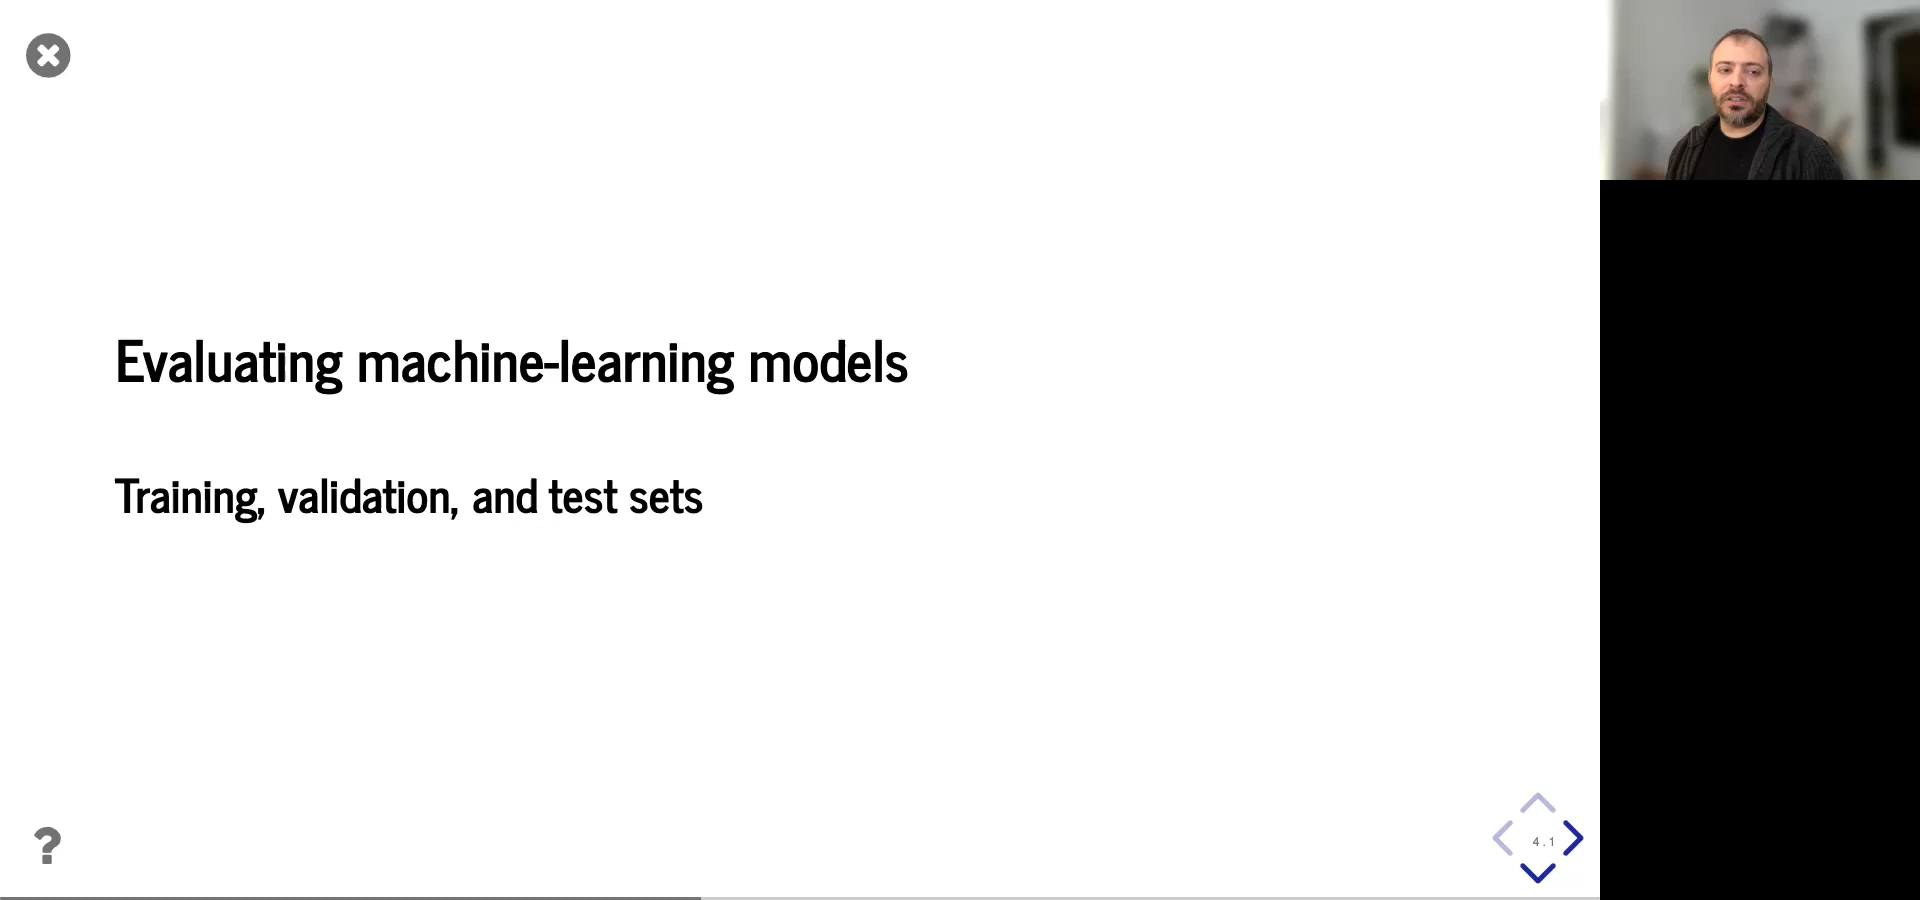 Evaluating machine-learning models
Training, validation, and test sets
?
4.1